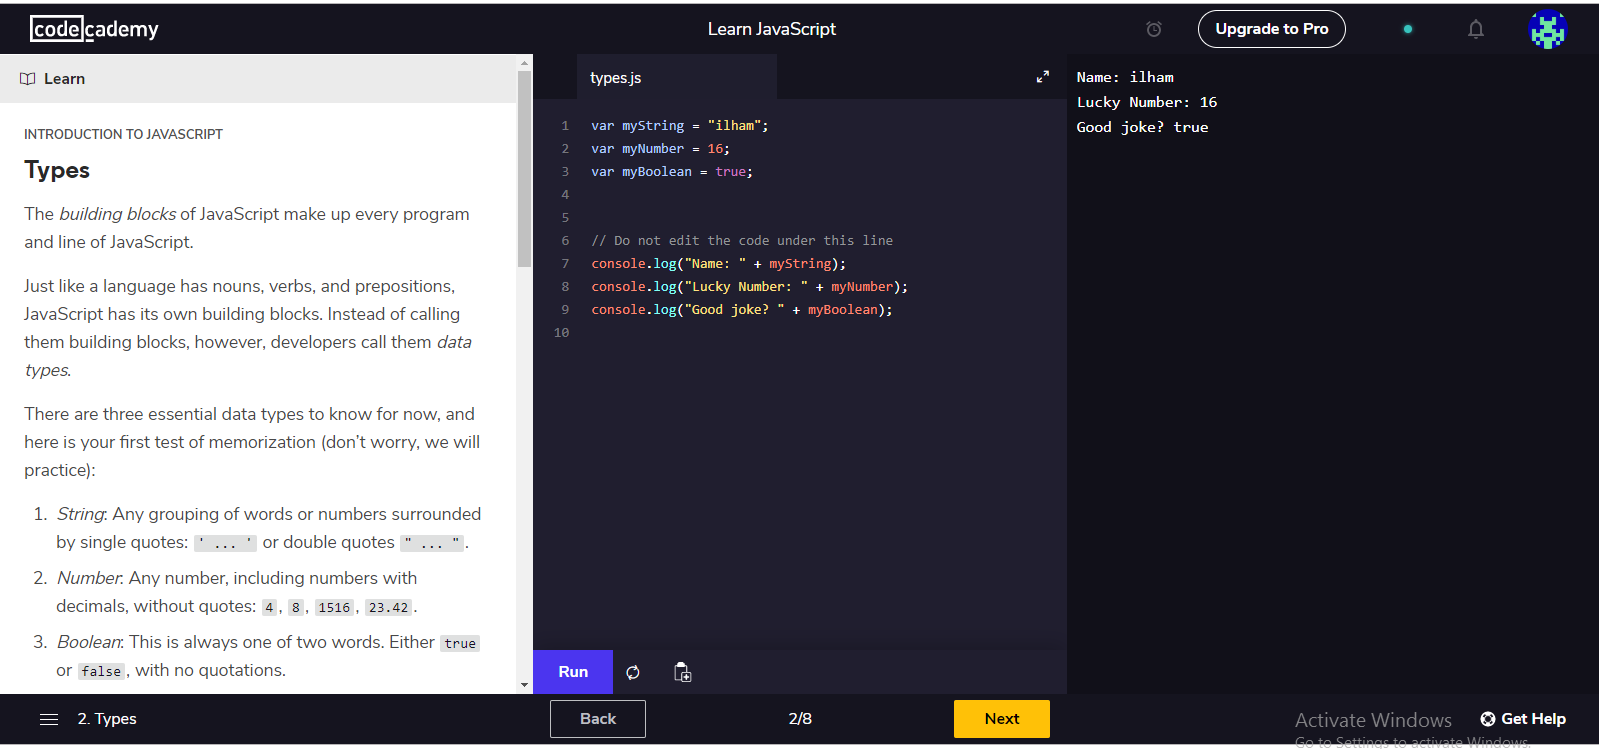 codecademy
Learn JavaScript
Upgrade to Pro
Learn
INTRODUCTION TO JAVASCRIPT
Types
The building blocks of JavaScript make up every program
and line of JavaScript.
Just like a language has nouns, verbs, and prepositions,
JavaScript has its own building blocks. Instead of calling
them building blocks, however, developers call them data
types.
There are three essential data types to know for now, and
here is your first test of memorization (don't worry, we will
practice):
1. String: Any grouping of words or numbers surrounded
by single quotes: ' ... ' or double quotes " ... ".
2. Number: Any number, including numbers with
decimals, without quotes: 4, 8, 1516, 23.42.
3. Boolean: This is always one of two words. Either true
or false, with no quotations.
types.js
1 var myString = "ilham";
2 var myNumber = 16;
3 var myBoolean = true;
4
5
6 // Do not edit the code under this line
7 console.log("Name: " + myString);
8 console.log("Lucky Number: " + myNumber);
9 console.log("Good joke? " + myBoolean);
10
Run
Name: ilham
Lucky Number: 16
Good joke? true
2. Types
Back
2/8
Next
Activate Windows
Go to Settings to activate Windows.
Get Help